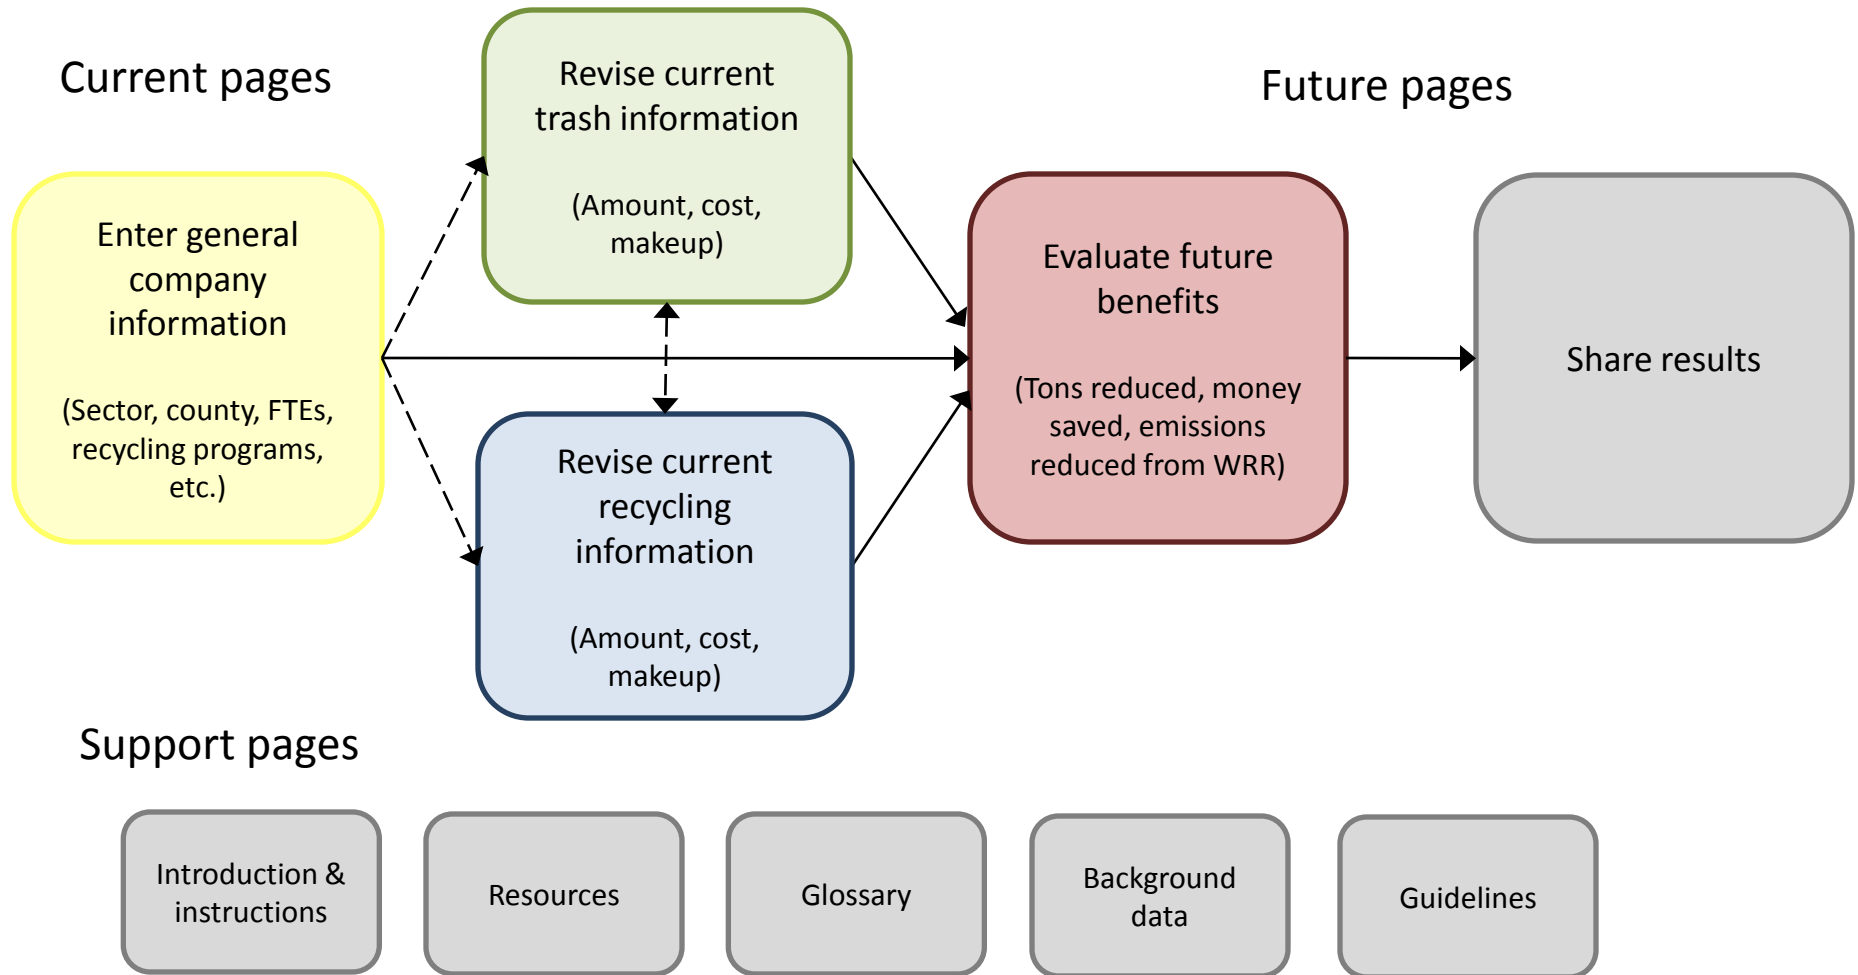 Current pages
Future pages
Enter general
company
information
(Sector, county, FTEs,
recycling programs,
etc.)
Revise current
trash information
(Amount, cost,
makeup)
Revise current
recycling
information
(Amount, cost,
makeup)
Evaluate future
benefits
(Tons reduced, money
saved, emissions
reduced from WRR)
Share results
Support pages
Introduction &
instructions
Resources
Glossary
Background
data
Guidelines